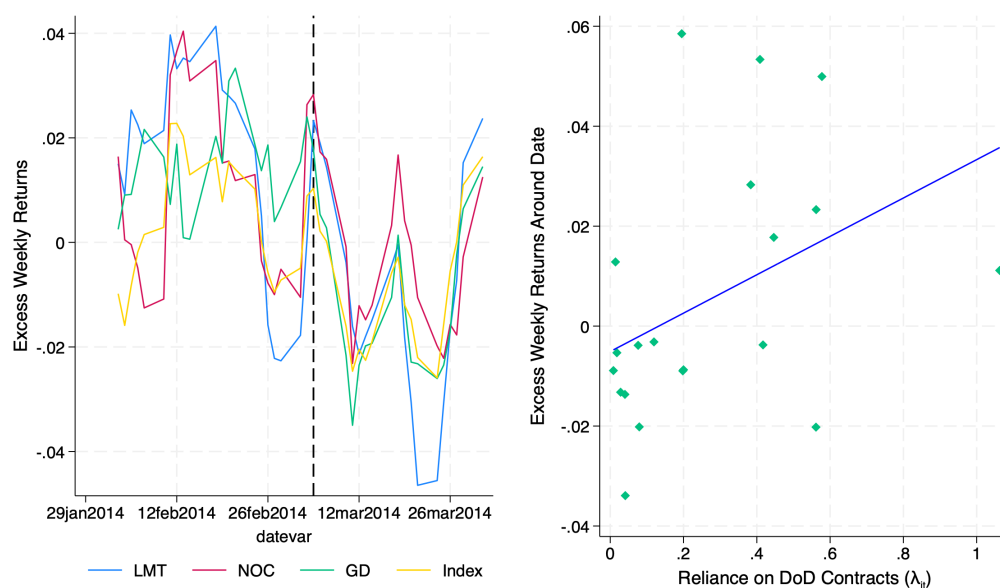 Excess Weekly Returns
.04
.02
0
-.02
-.04
29jan2014 12feb2014 26feb2014 12mar2014 26mar2014
datevar
LMT NOC GD Index
Excess Weekly Returns Around Date
.06
.04
.02
0
-.02
-.04
0 .2 .4 .6 .8 1
Reliance on DoD Contracts (λit)